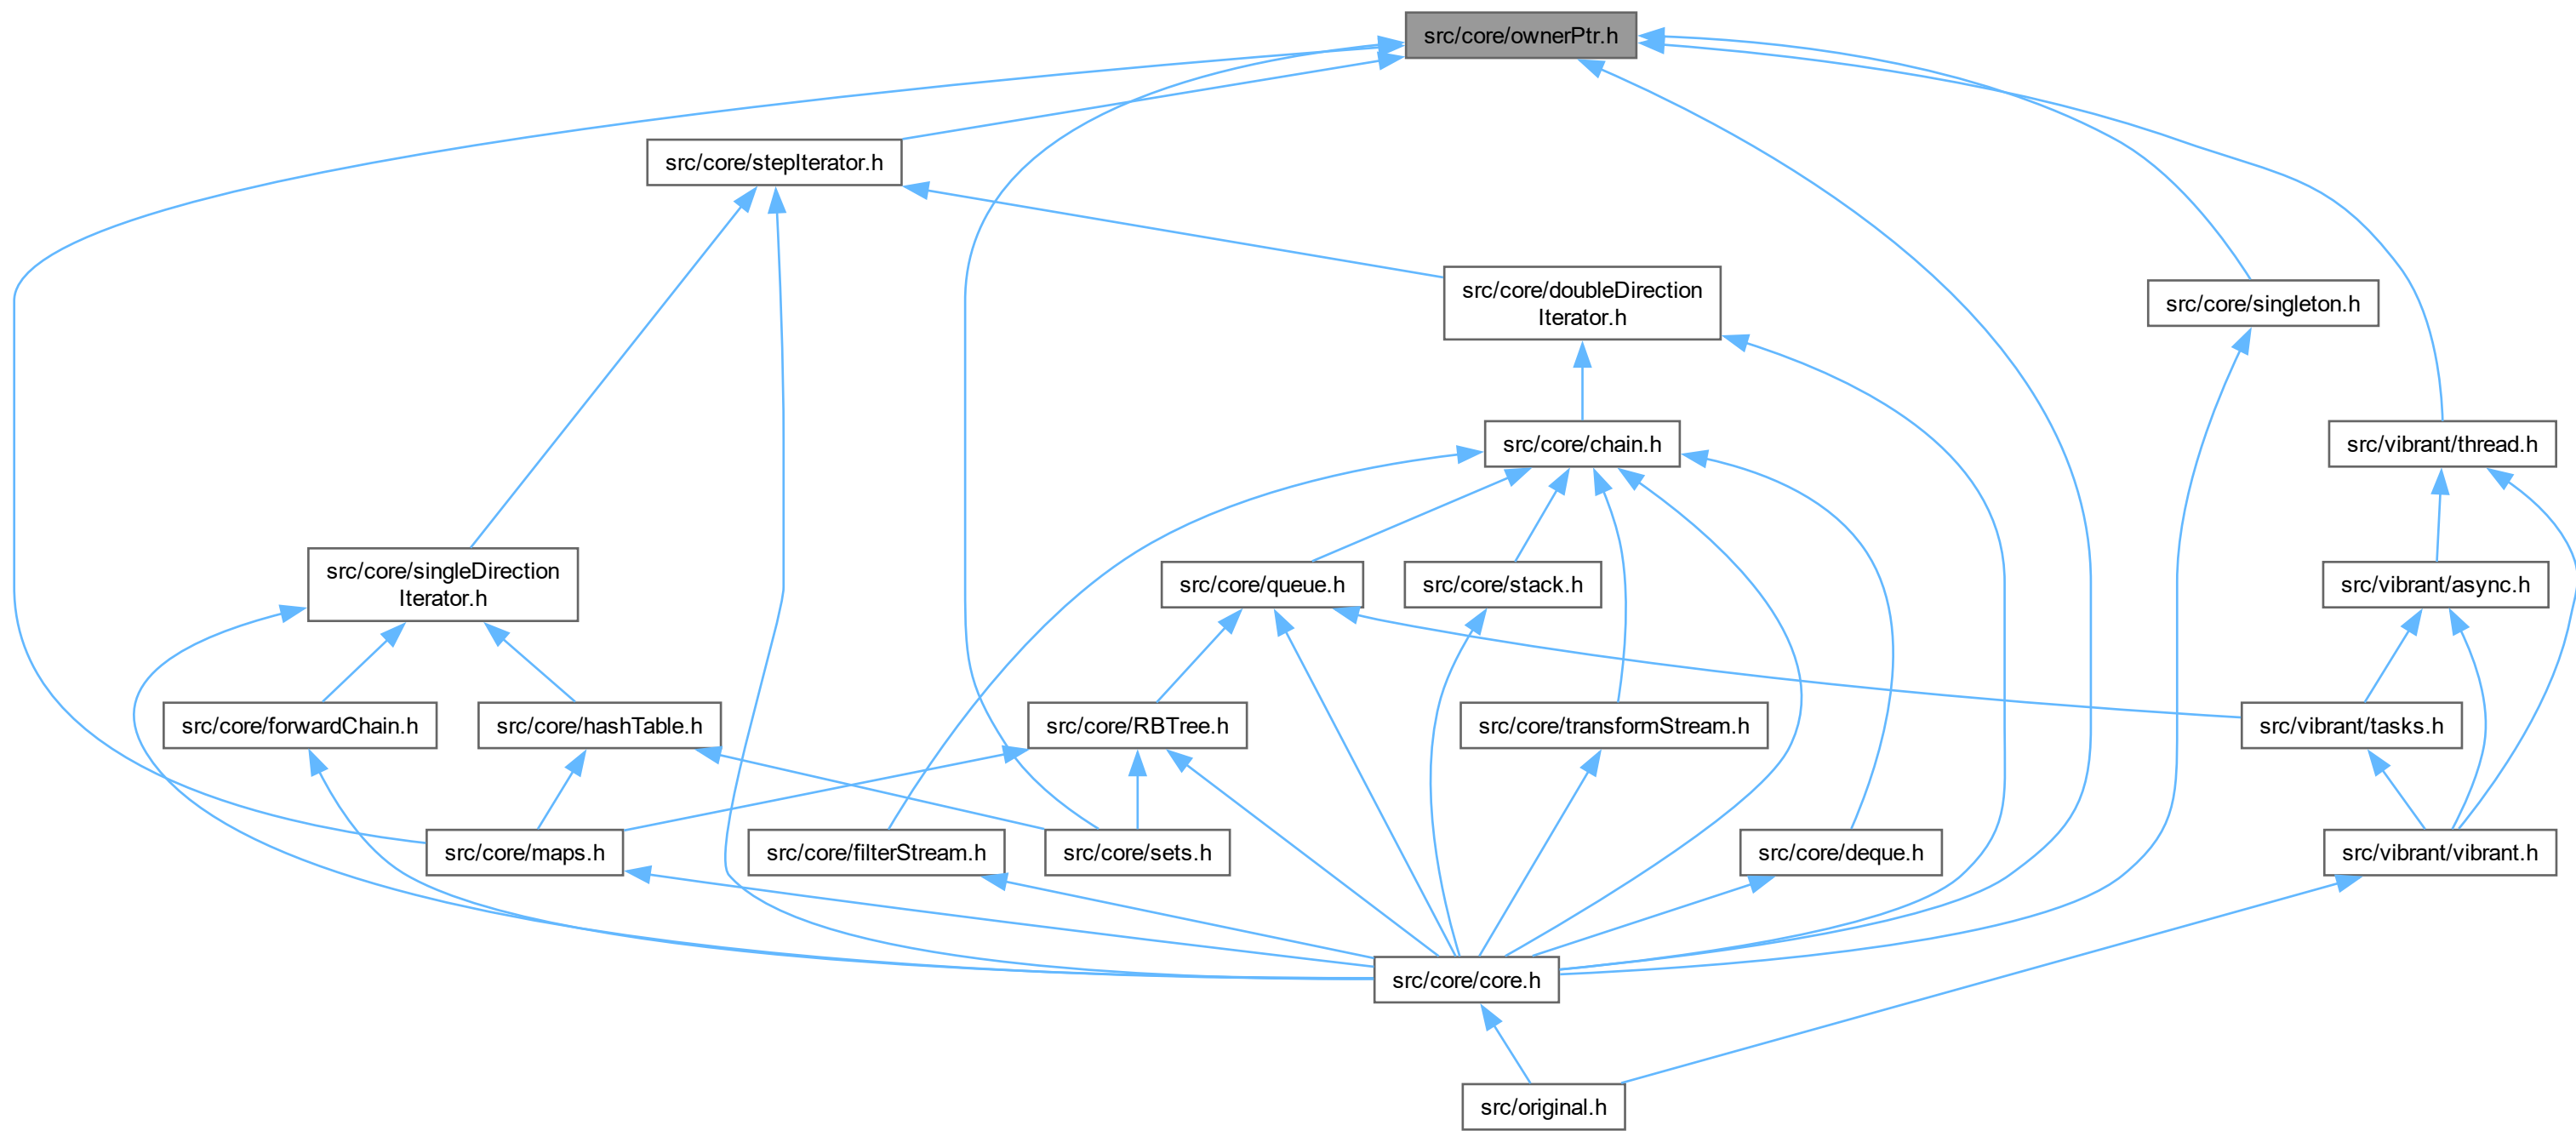 src/core/ownerPtr.h
src/core/stepIterator.h
src/core/doubleDirection
Iterator.h
src/core/singleton.h
src/core/chain.h
src/vibrant/thread.h
src/core/singleDirection
Iterator.h
src/core/queue.h
src/core/stack.h
src/vibrant/async.h
src/core/forwardChain.h
src/core/hashTable.h
src/core/RBTree.h
src/core/transformStream.h
src/vibrant/tasks.h
src/core/maps.h
src/core/filterStream.h
src/core/sets.h
src/core/deque.h
src/vibrant/vibrant.h
src/core/core.h
src/original.h